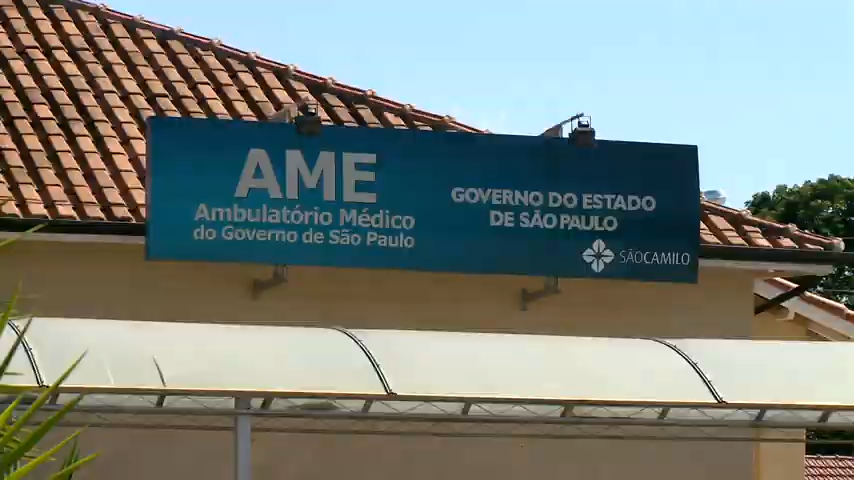 AME
Ambulatório Médico
do Governo de São Paulo
GOVERNO DO ESTADO
DE SÃO PAULO
SÃOCAMILO